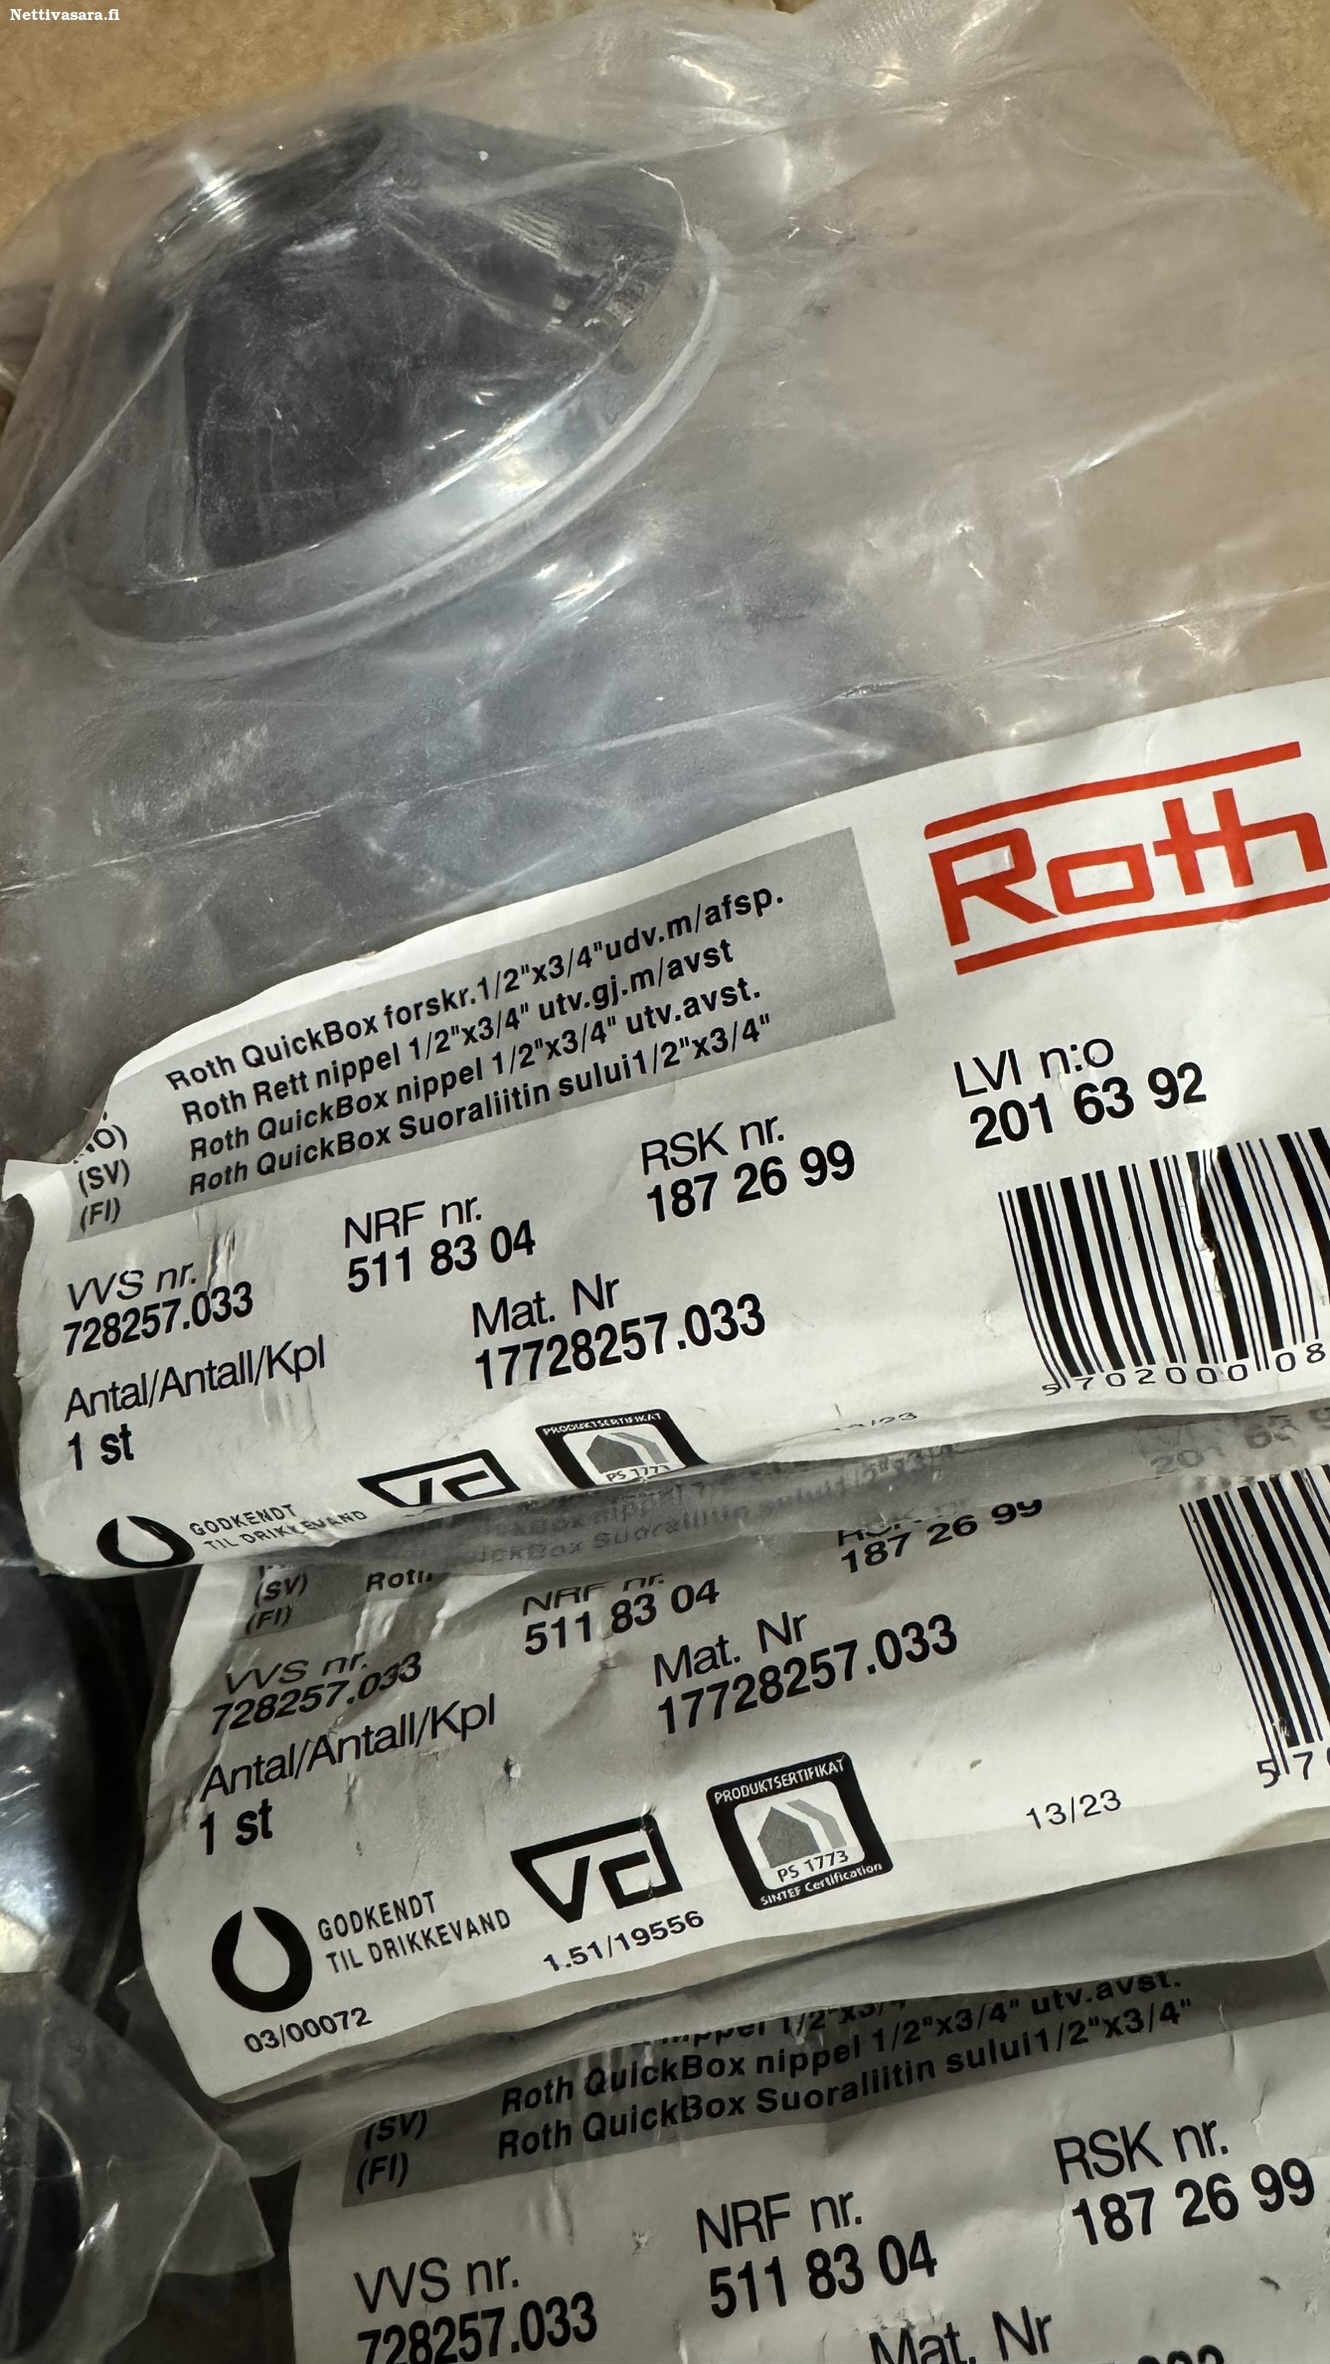 Nettivasara.fi
Roth
Roth QuickBox forskr.1/2"x3/4"udv.m/afsp.
Roth Rett nippel 1/2"x3/4" utv.gj.m/avst
(SV) Roth QuickBox nippel 1/2"x3/4" utv.avst.
(FI) Roth QuickBox Suoraliitin sului1/2"x3/4"
VVS nr.
728257.033
NRF nr.
511 83 04
RSK nr.
187 26 99
LVI n:o
201 63 92
Antal/Antall/Kpl
1 st
Mat. Nr
17728257.033
5 702000 08
GODKENDT
TIL DRIKKEVAND
PRODUKTSERTIFIKAT
PS 1773
(SV)
(FI)
Roth
VVS nr.
728257.033
NRF nr.
511 83 04
187 26 99
Antal/Antall/Kpl
1 st
Mat. Nr
17728257.033
5 7
GODKENDT
TIL DRIKKEVAND
03/00072
1.51/19556
PRODUKTSERTIFIKAT
PS 1773
SINTEF Certification
13/23
(SV) Roth QuickBox nippel 1/2"x3/4" utv.avst.
(FI) Roth QuickBox Suoraliitin sului1/2"x3/4"
VVS nr.
728257.033
NRF nr.
511 83 04
RSK nr.
187 26 99
Mat. Nr